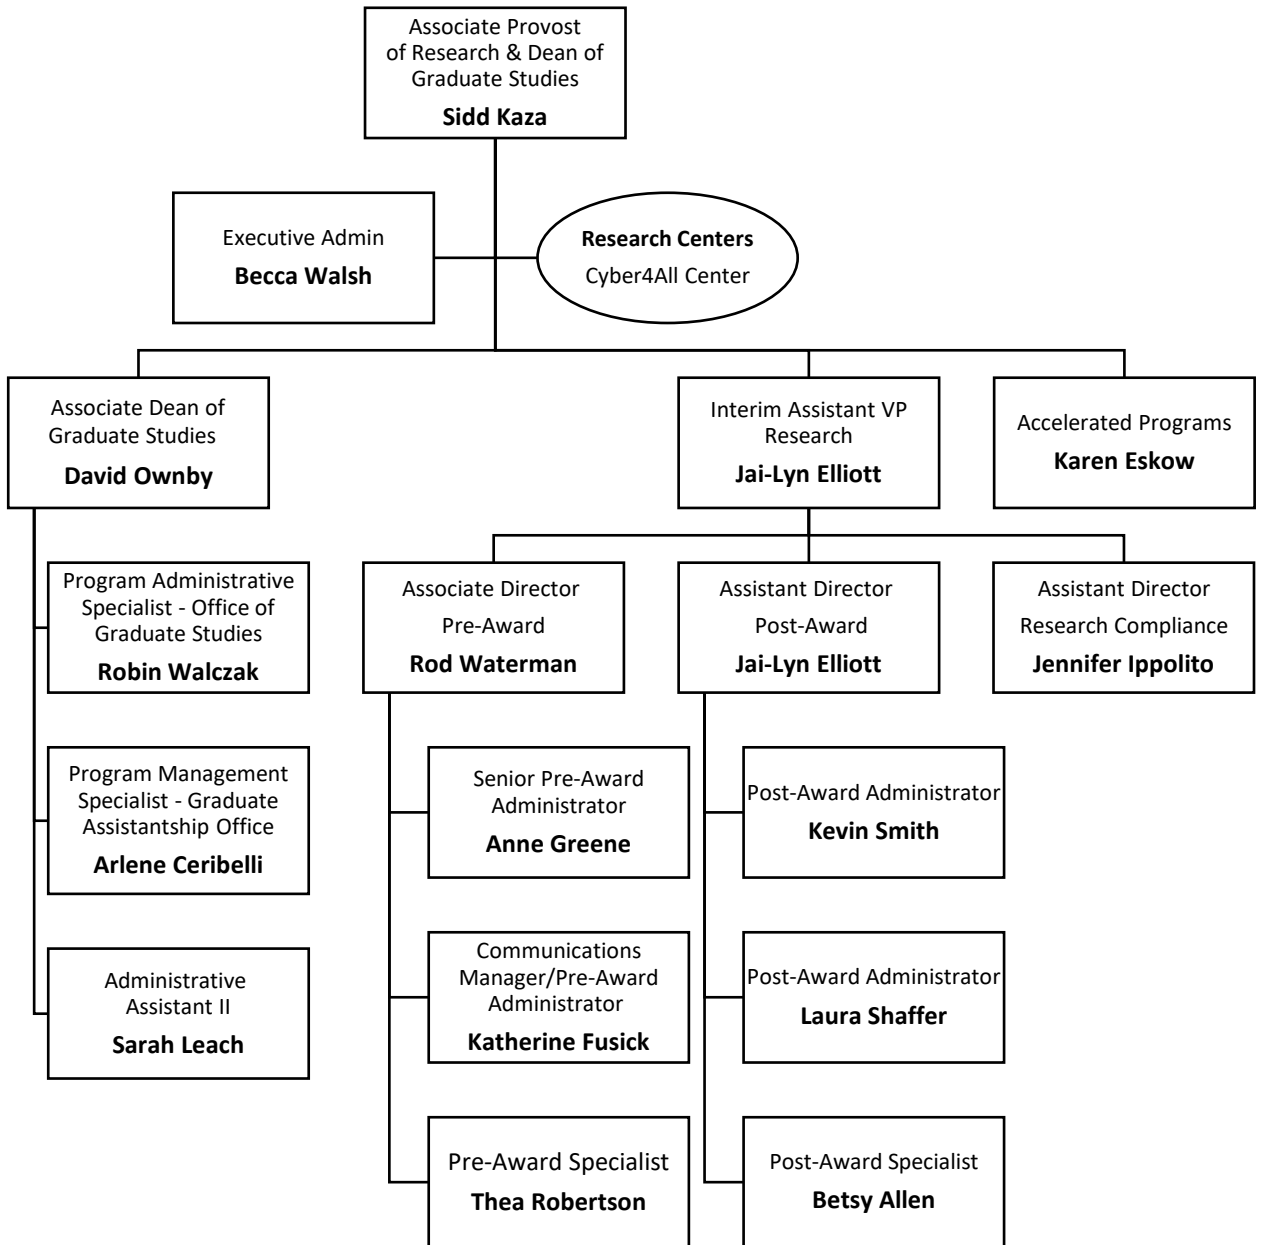 Associate Provost
of Research & Dean of
Graduate Studies
Sidd Kaza
Executive Admin
Becca Walsh
Research Centers
Cyber4All Center
Associate Dean of
Graduate Studies
David Ownby
Interim Assistant VP
Research
Jai-Lyn Elliott
Accelerated Programs
Karen Eskow
Program Administrative
Specialist - Office of
Graduate Studies
Robin Walczak
Associate Director
Pre-Award
Rod Waterman
Assistant Director
Post-Award
Jai-Lyn Elliott
Assistant Director
Research Compliance
Jennifer Ippolito
Program Management
Specialist - Graduate
Assistantship Office
Arlene Ceribelli
Senior Pre-Award
Administrator
Anne Greene
Post-Award Administrator
Kevin Smith
Administrative
Assistant II
Sarah Leach
Communications
Manager/Pre-Award
Administrator
Katherine Fusick
Post-Award Administrator
Laura Shaffer
Pre-Award Specialist
Thea Robertson
Post-Award Specialist
Betsy Allen